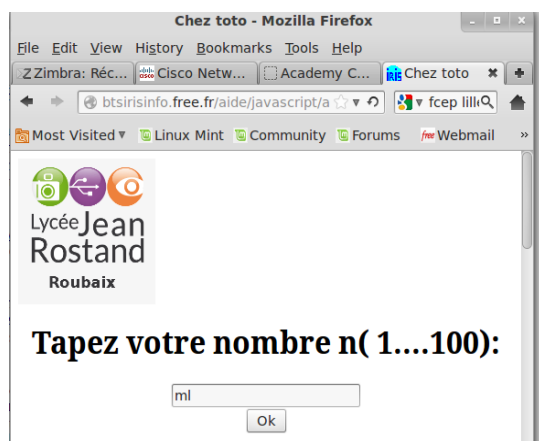 Chez toto - Mozilla Firefox
File Edit View History Bookmarks Tools Help
Z Zimbra: Réc... Cisco Netw... Academy C... iris Chez toto
btsirisinfo.free.fr/aide/javascript/a fcep lill
Most Visited Linux Mint Community Forums free Webmail »
Lycée Jean
Rostand
Roubaix
Tapez votre nombre n( 1....100):
ml
Ok